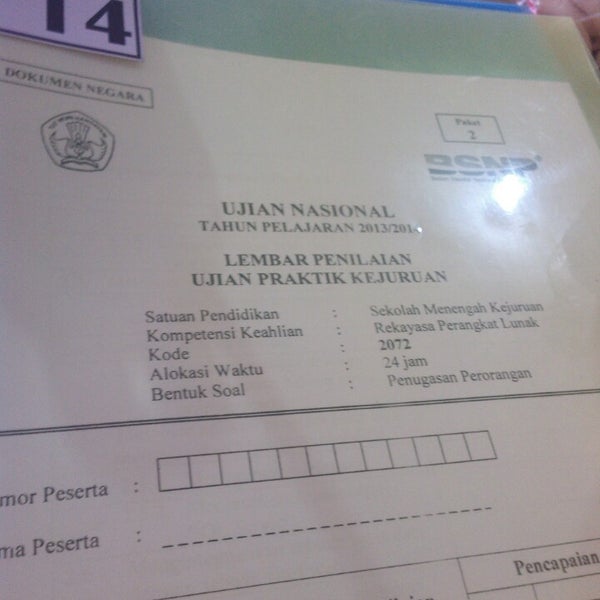 14
DOKUMEN NEGARA
Paket
2
BSNP
UJIAN NASIONAL
TAHUN PELAJARAN 2013/2014
LEMBAR PENILAIAN
UJIAN PRAKTIK KEJURUAN
Satuan Pendidikan : Sekolah Menengah Kejuruan
Kompetensi Keahlian : Rekayasa Perangkat Lunak
Kode : 2072
Alokasi Waktu : 24 jam
Bentuk Soal : Penugasan Perorangan
mor Peserta :
ma Peserta :
Pencapaian